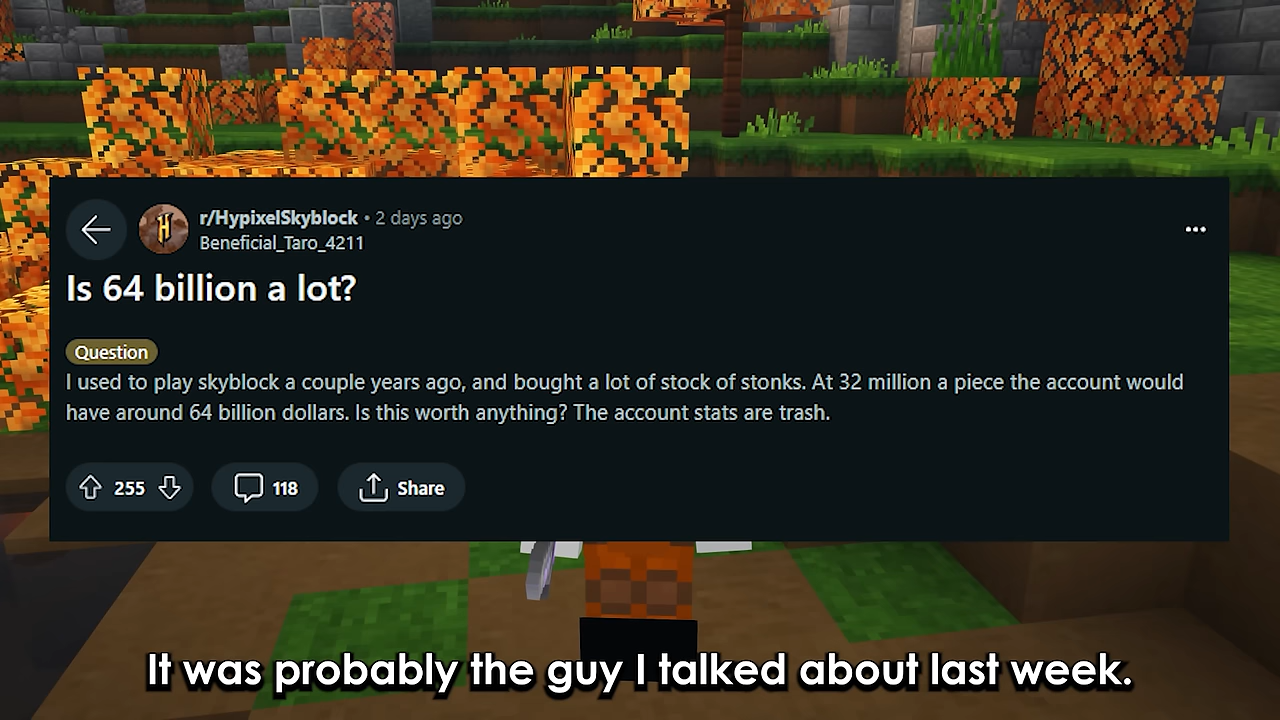 r/HypixelSkyblock • 2 days ago
Beneficial_Taro_4211
Is 64 billion a lot?
Question
I used to play skyblock a couple years ago, and bought a lot of stock of stonks. At 32 million a piece the account would
have around 64 billion dollars. Is this worth anything? The account stats are trash.
255 118 Share
It was probably the guy I talked about last week.